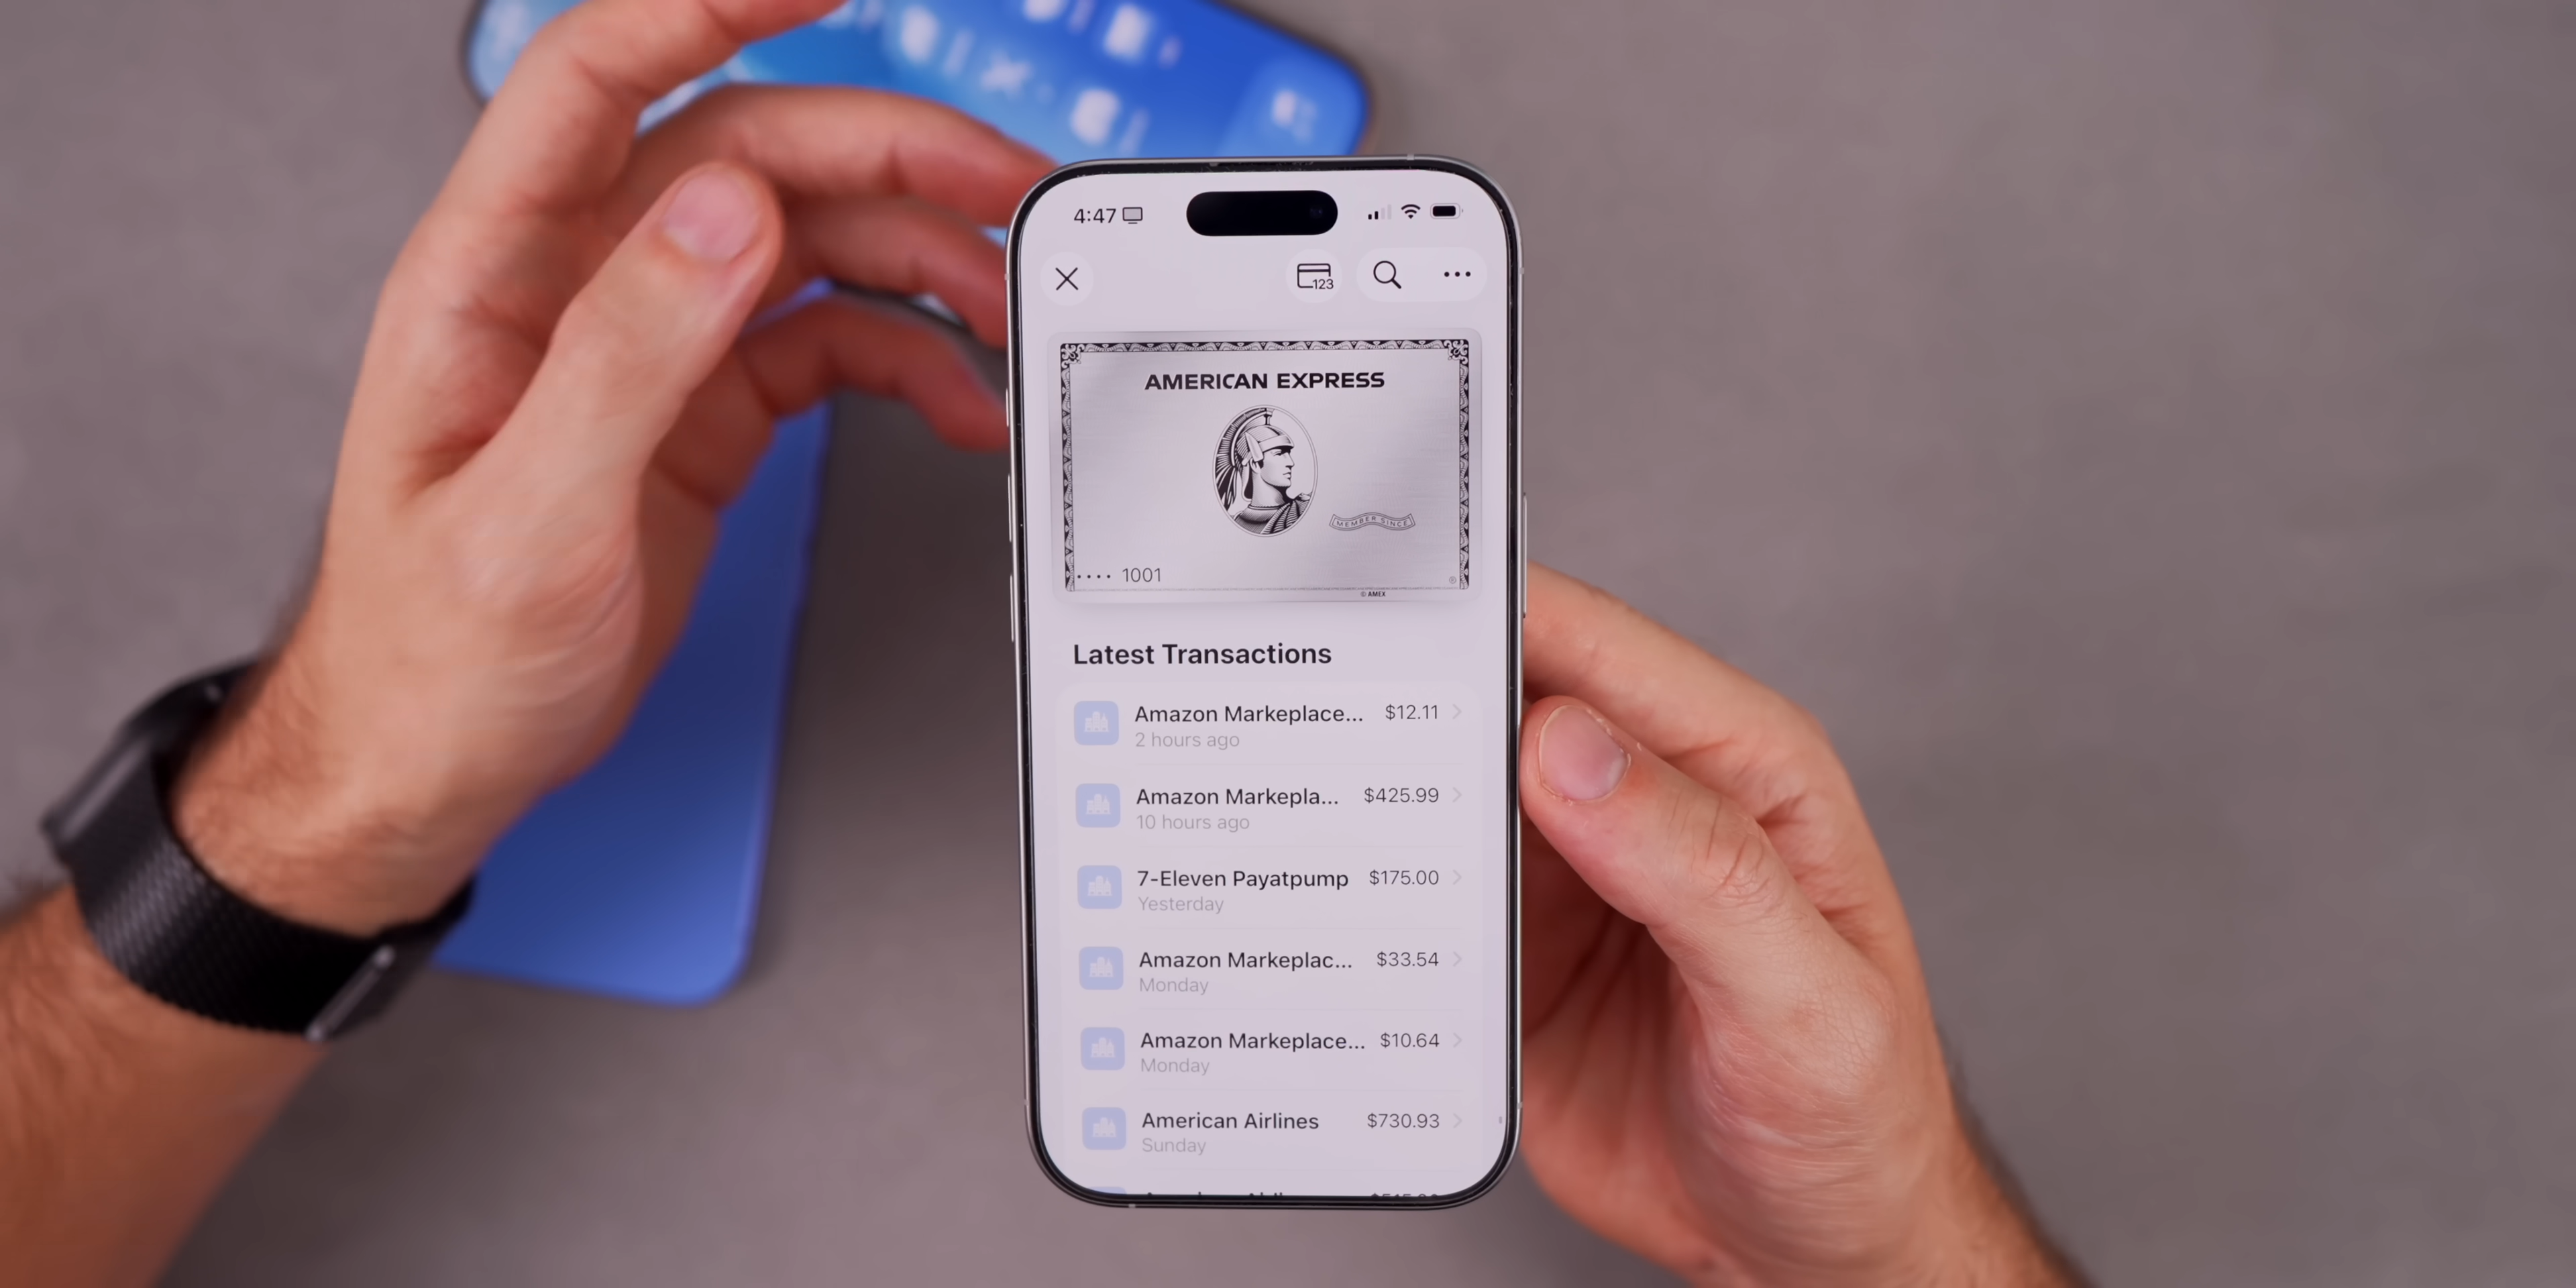 4:47
123
AMERICAN EXPRESS
MEMBER SINCE
···· 1001
© AMEX
Latest Transactions
Amazon Markeplace... $12.11
2 hours ago
Amazon Markepla... $425.99
10 hours ago
7-Eleven Payatpump $175.00
Yesterday
Amazon Markeplac... $33.54
Monday
Amazon Markeplace... $10.64
Monday
American Airlines $730.93
Sunday